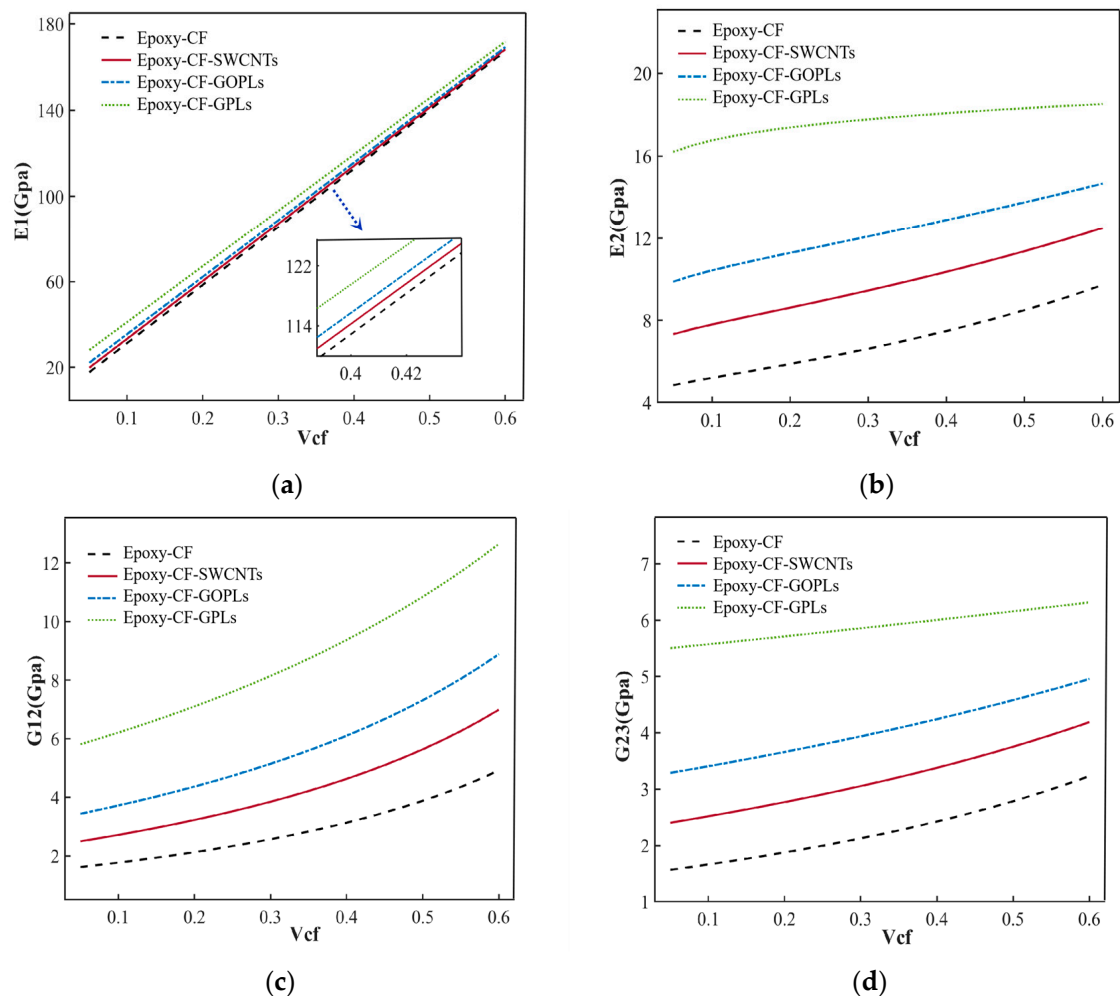 180
Epoxy-CF
Epoxy-CF-SWCNTs
Epoxy-CF-GOPLs
Epoxy-CF-GPLs
140
100
60
20
E1(Gpa)
122
114
0.4 0.42
0.1 0.2 0.3 0.4 0.5 0.6
Vcf
(a)
Epoxy-CF
Epoxy-CF-SWCNTs
Epoxy-CF-GOPLs
Epoxy-CF-GPLs
20
16
12
8
4
E2(Gpa)
0.1 0.2 0.3 0.4 0.5 0.6
Vcf
(b)
Epoxy-CF
Epoxy-CF-SWCNTs
Epoxy-CF-GOPLs
Epoxy-CF-GPLs
12
10
8
6
4
2
G12(Gpa)
0.1 0.2 0.3 0.4 0.5 0.6
Vcf
(c)
Epoxy-CF
Epoxy-CF-SWCNTs
Epoxy-CF-GOPLs
Epoxy-CF-GPLs
7
6
5
4
3
2
1
G23(Gpa)
0.1 0.2 0.3 0.4 0.5 0.6
Vcf
(d)